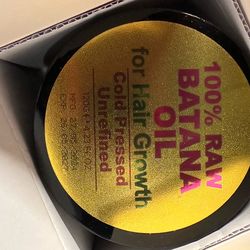 100% RAW
BATANA
OIL
for Hair Growth
Cold Pressed
Unrefined